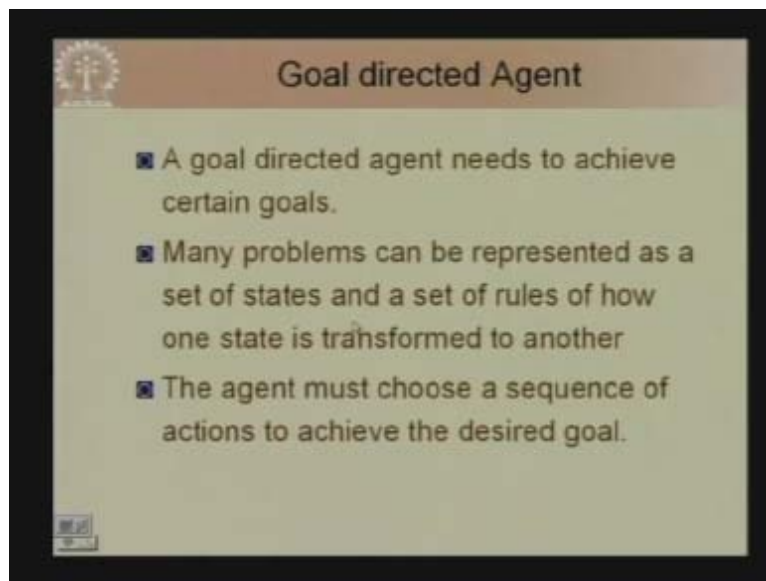 Goal directed Agent
A goal directed agent needs to achieve
certain goals.
Many problems can be represented as a
set of states and a set of rules of how
one state is transformed to another
The agent must choose a sequence of
actions to achieve the desired goal.